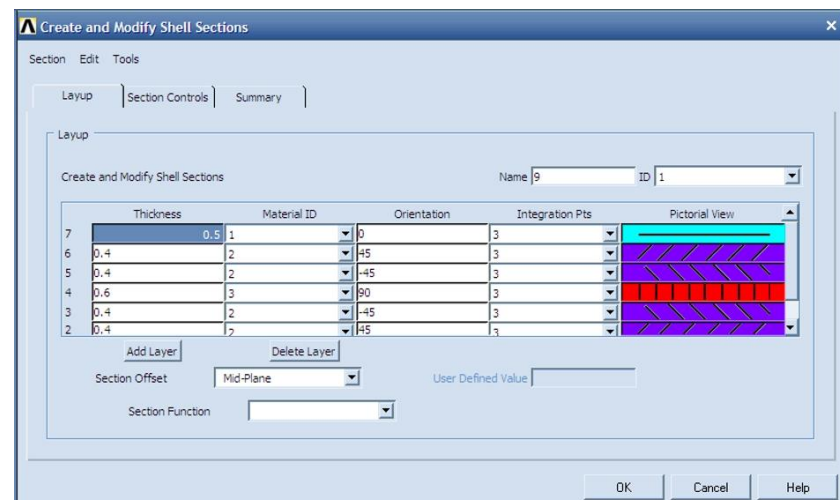 Create and Modify Shell Sections
Section Edit Tools
Layup Section Controls Summary
Layup
Create and Modify Shell Sections Name 9 ID 1
Thickness Material ID Orientation Integration Pts Pictorial View
7 0.5 1 0 3
6 0.4 2 45 3
5 0.4 2 -45 3
4 0.6 3 90 3
3 0.4 2 -45 3
2 0.4 2 45 3
Add Layer Delete Layer
Section Offset Mid-Plane User Defined Value
Section Function
OK Cancel Help